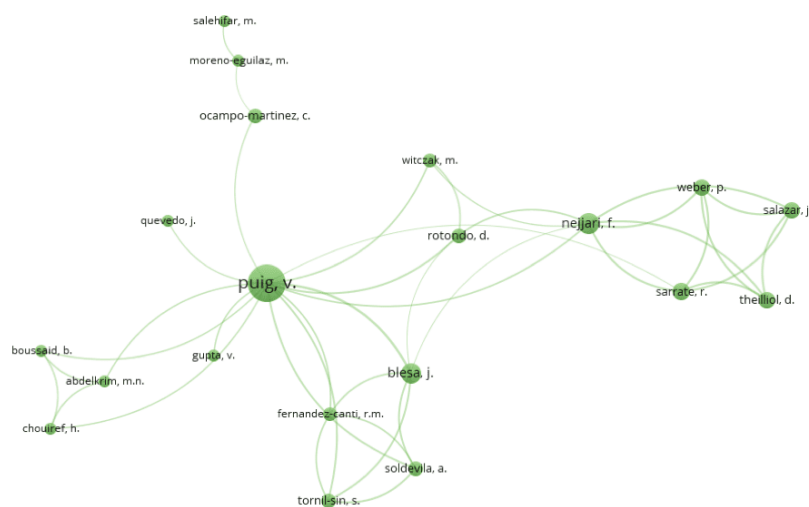 salehifar, m.
moreno-eguilaz, m.
ocampo-martinez, c.
witczak, m.
weber, p.
salazar, j
quevedo, j.
nejjari, f.
rotondo, d.
puig, v.
sarrate, r.
theilliol, d.
boussaid, b.
gupta, v.
blesa, j.
abdelkrim, m.n.
fernandez-canti, r.m.
chouiref, h.
soldevila, a.
tornil-sin, s.